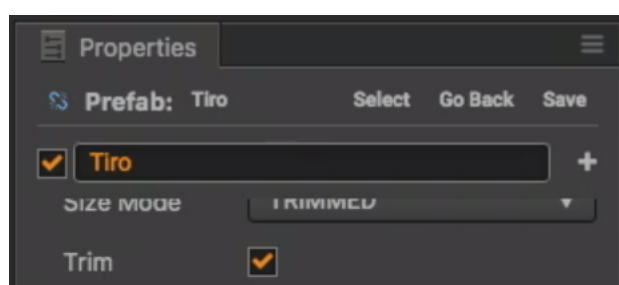 Properties
Prefab: Tiro Select Go Back Save
Tiro
Size Mode TRIMMED
Trim